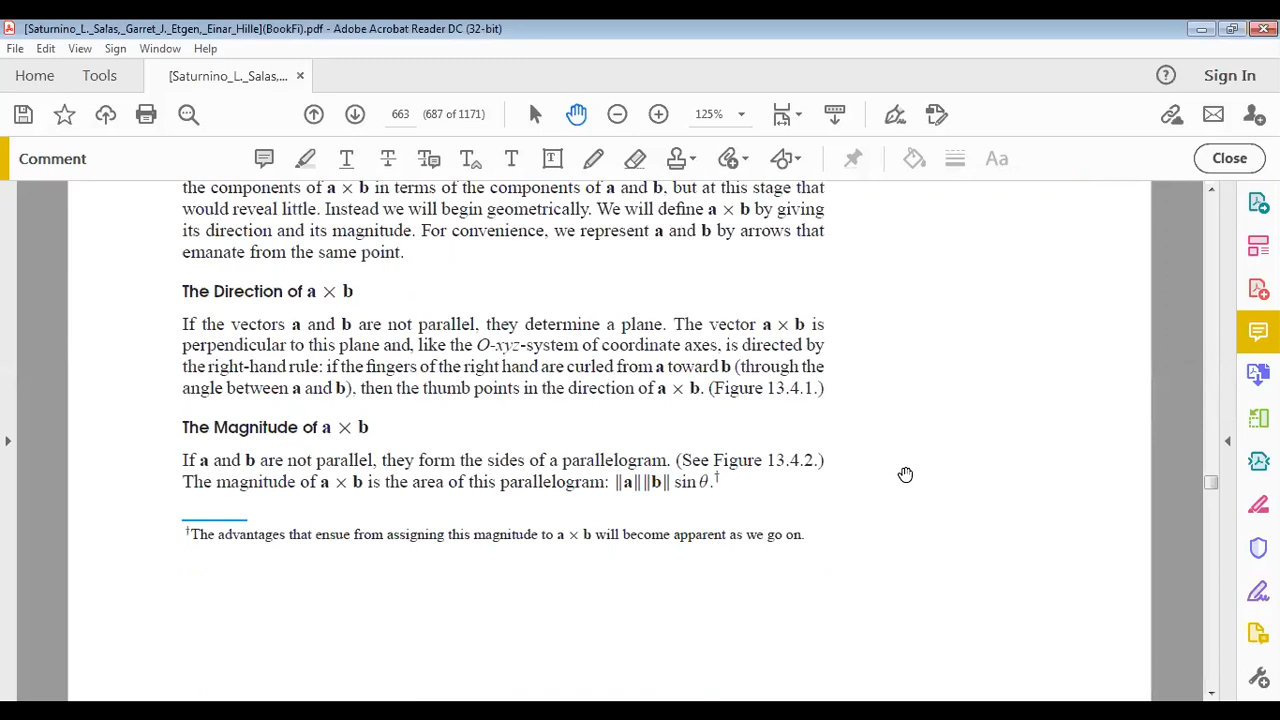 [Saturnino_L._Salas,_Garret_J._Etgen,_Einar_Hille](BookFi).pdf - Adobe Acrobat Reader DC (32-bit)
File Edit View Sign Window Help
Home Tools [Saturnino_L._Salas,... × Sign In
663 (687 of 1171) 125%
Comment Close
the components of a × b in terms of the components of a and b, but at this stage that
would reveal little. Instead we will begin geometrically. We will define a × b by giving
its direction and its magnitude. For convenience, we represent a and b by arrows that
emanate from the same point.
The Direction of a × b
If the vectors a and b are not parallel, they determine a plane. The vector a × b is
perpendicular to this plane and, like the O-xyz-system of coordinate axes, is directed by
the right-hand rule: if the fingers of the right hand are curled from a toward b (through the
angle between a and b), then the thumb points in the direction of a × b. (Figure 13.4.1.)
The Magnitude of a × b
If a and b are not parallel, they form the sides of a parallelogram. (See Figure 13.4.2.)
The magnitude of a × b is the area of this parallelogram: ‖a‖‖b‖ sin θ.†
†The advantages that ensue from assigning this magnitude to a × b will become apparent as we go on.